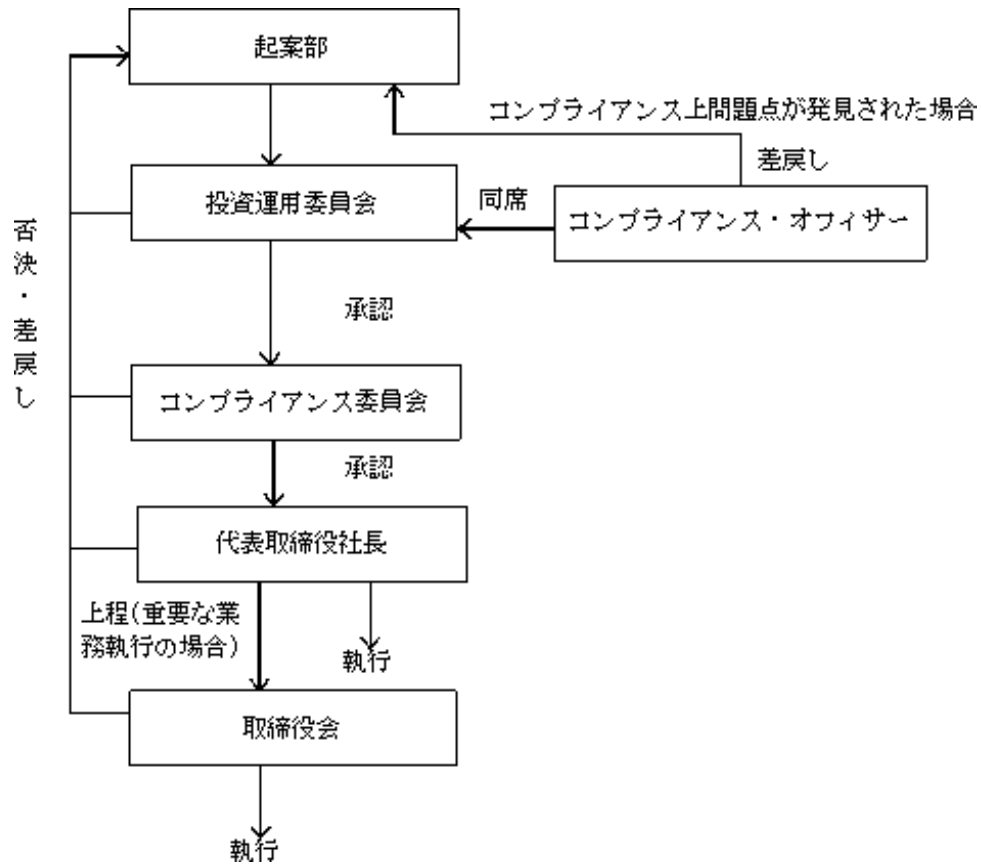 起案部
コンプライアンス上問題点が発見された場合
差戻し
投資運用委員会
同席
コンプライアンス・オフィサー
否決・差戻し
承認
コンプライアンス委員会
承認
代表取締役社長
上程(重要な業
務執行の場合)
執行
取締役会
執行